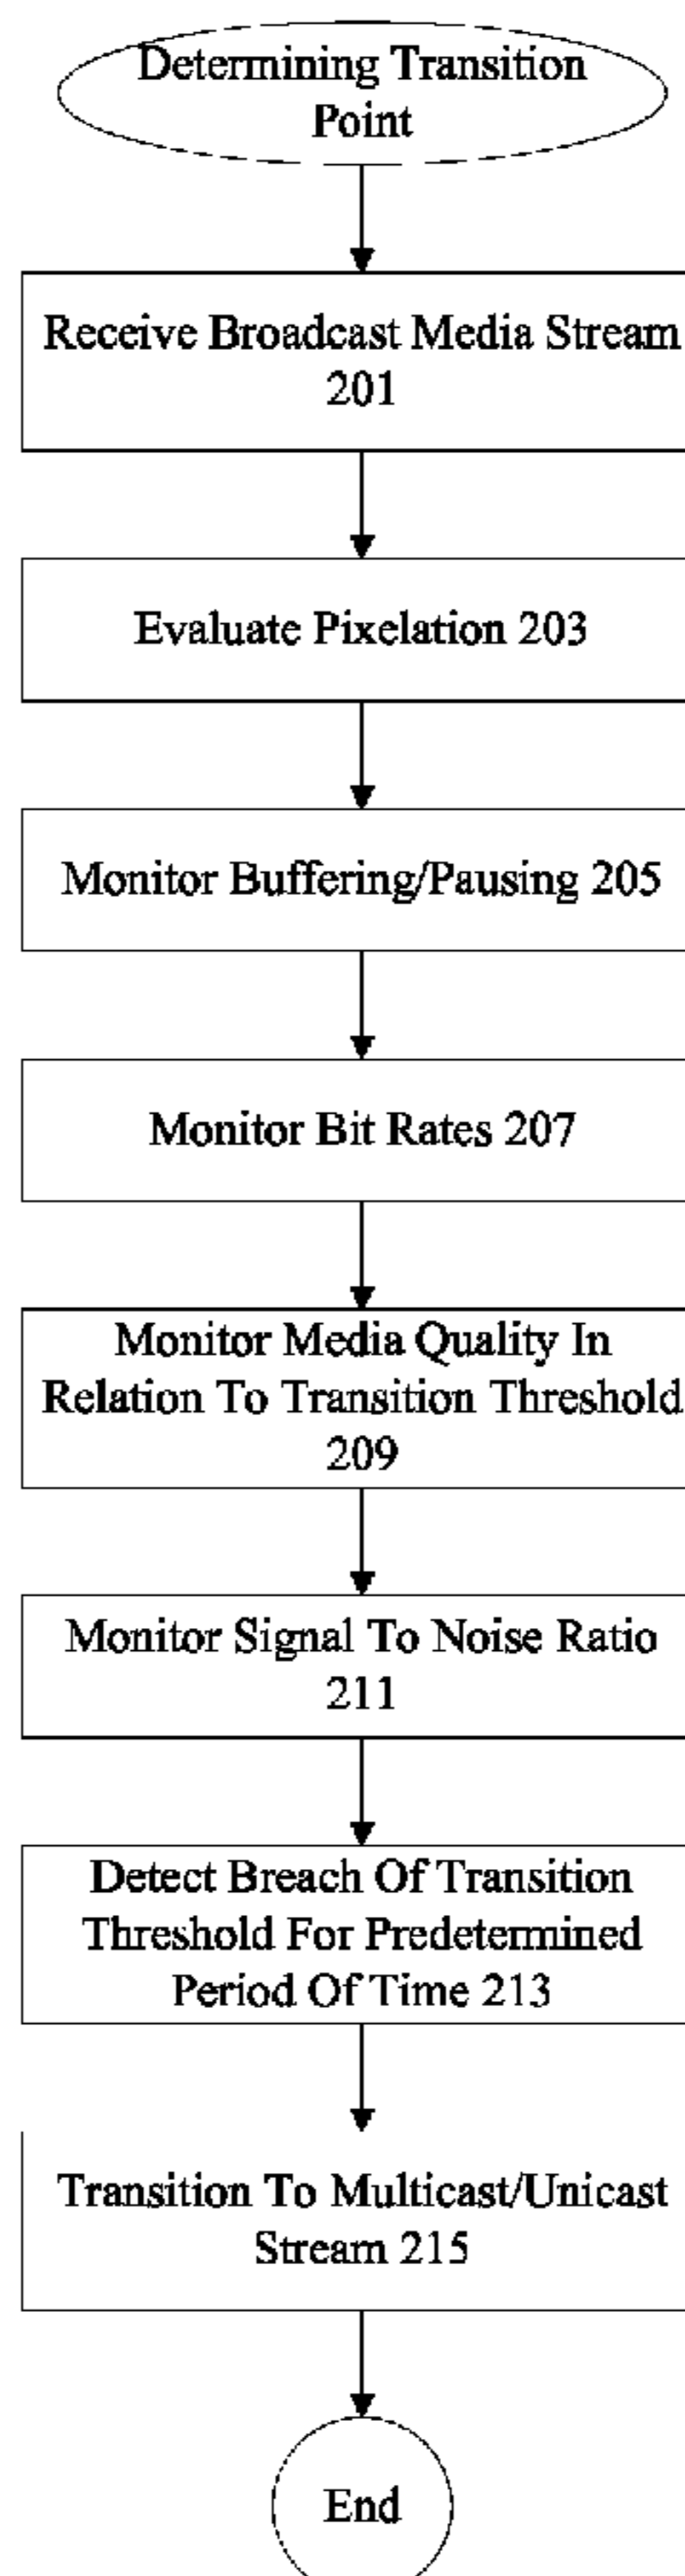 Determining Transition
Point
Receive Broadcast Media Stream
201
Evaluate Pixelation 203
Monitor Buffering/Pausing 205
Monitor Bit Rates 207
Monitor Media Quality In
Relation To Transition Threshold
209
Monitor Signal To Noise Ratio
211
Detect Breach Of Transition
Threshold For Predetermined
Period Of Time 213
Transition To Multicast/Unicast
Stream 215
End